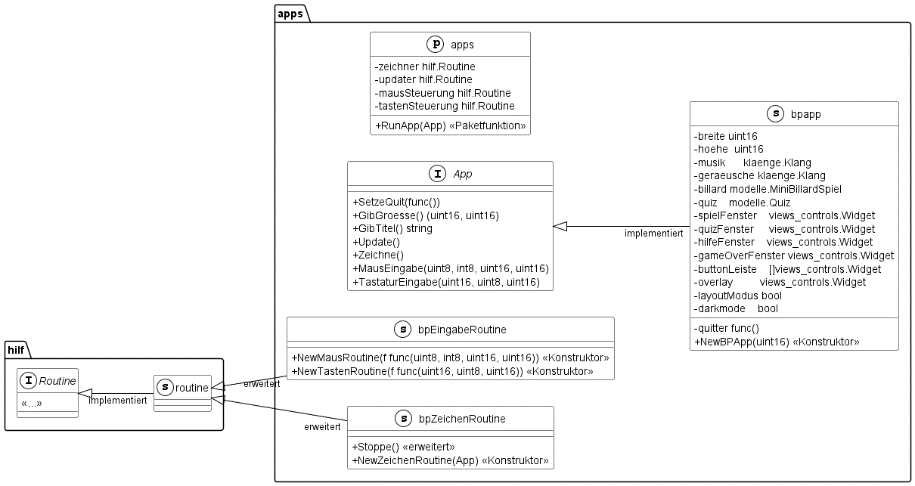 apps
P apps
-zeichner hilf.Routine
-updater hilf.Routine
-mausSteuerung hilf.Routine
-tastenSteuerung hilf.Routine
+RunApp(App) «Paketfunktion»
I App
+SetzeQuit(func())
+GibGroesse() (uint16, uint16)
+GibTitel() string
+Update()
+Zeichne()
+MausEingabe(uint8, int8, uint16, uint16)
+TastaturEingabe(uint16, uint8, uint16)
S bpapp
-breite uint16
-hoehe uint16
-musik klaenge.Klang
-geraeusche klaenge.Klang
-billard modelle.MiniBillardSpiel
-quiz modelle.Quiz
-spielFenster views_controls.Widget
-quizFenster views_controls.Widget
-hilfeFenster views_controls.Widget
-gameOverFenster views_controls.Widget
-buttonLeiste []views_controls.Widget
-overlay views_controls.Widget
-layoutModus bool
-darkmode bool
-quitter func()
+NewBPApp(uint16) «Konstruktor»
implementiert
S bpEingabeRoutine
+NewMausRoutine(f func(uint8, int8, uint16, uint16)) «Konstruktor»
+NewTastenRoutine(f func(uint16, uint8, uint16)) «Konstruktor»
S bpZeichenRoutine
+Stoppe() «erweitert»
+NewZeichenRoutine(App) «Konstruktor»
hilf
I Routine
«...»
implementiert
S routine
erweitert
erweitert